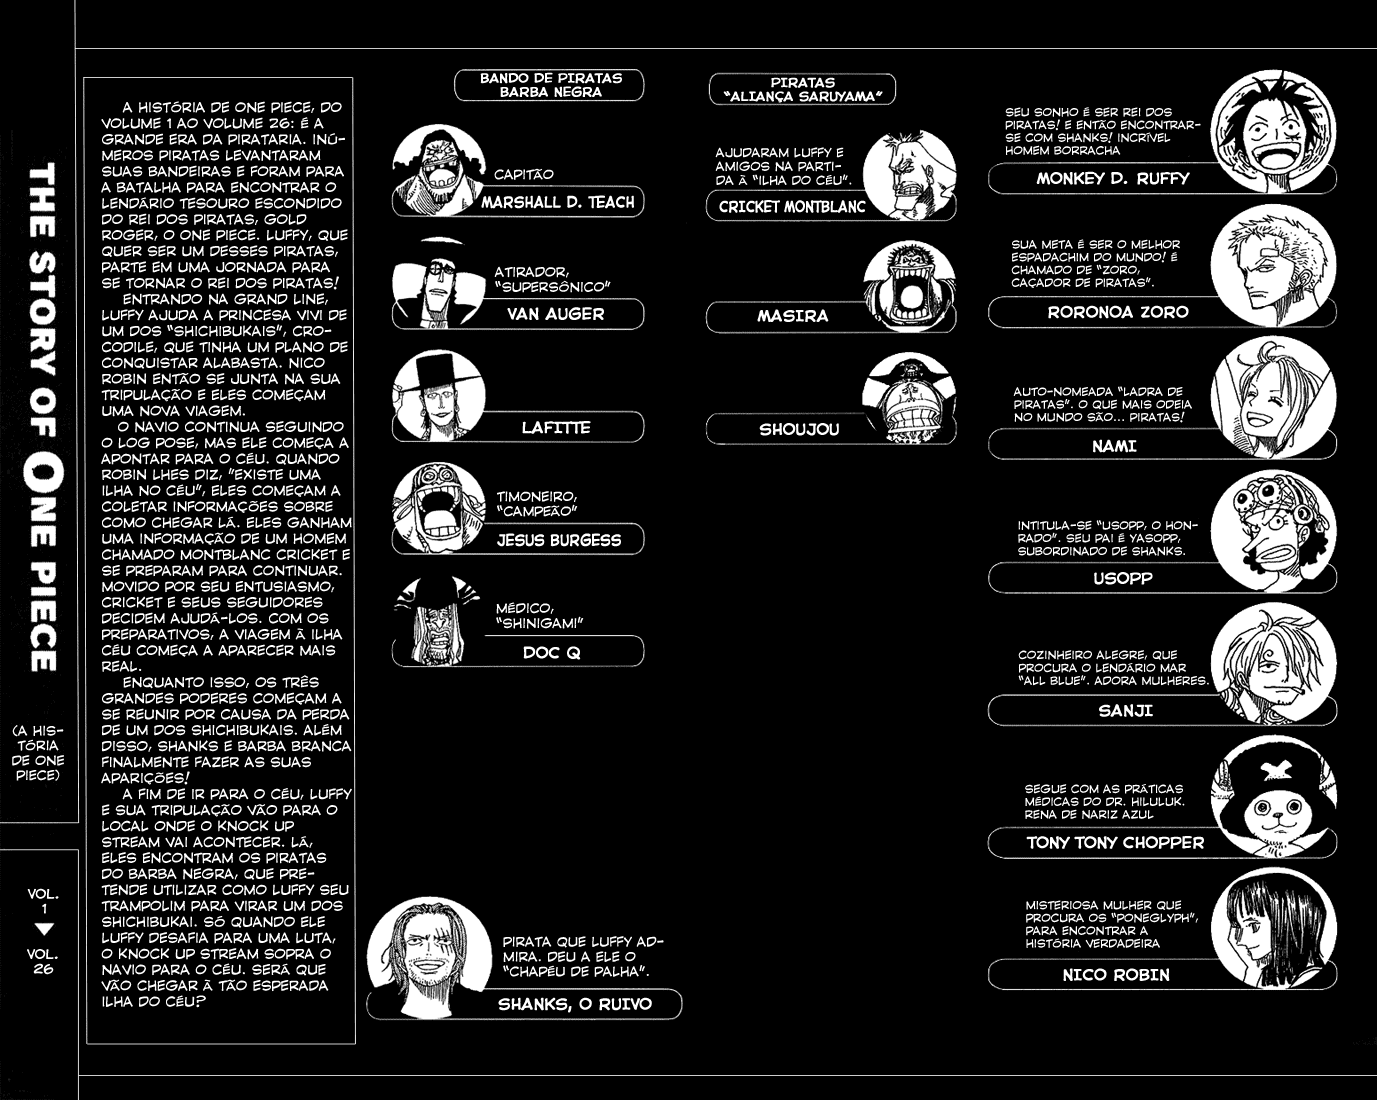 THE STORY OF ONE PIECE
(A HIS-
TÓRIA
DE ONE
PIECE)
VOL.
1
VOL.
26
A HISTÓRIA DE ONE PIECE, DO
VOLUME 1 AO VOLUME 26: É A
GRANDE ERA DA PIRATARIA. INÚ-
MEROS PIRATAS LEVANTARAM
SUAS BANDEIRAS E FORAM PARA
A BATALHA PARA ENCONTRAR O
LENDÁRIO TESOURO ESCONDIDO
DO REI DOS PIRATAS, GOLD
ROGER, O ONE PIECE. LUFFY, QUE
QUER SER UM DESSES PIRATAS,
PARTE EM UMA JORNADA PARA
SE TORNAR O REI DOS PIRATAS!
ENTRANDO NA GRAND LINE,
LUFFY AJUDA A PRINCESA VIVI DE
UM DOS "SHICHIBUKAIS", CRO-
CODILE, QUE TINHA UM PLANO DE
CONQUISTAR ALABASTA. NICO
ROBIN ENTÃO SE JUNTA NA SUA
TRIPULAÇÃO E ELES COMEÇAM
UMA NOVA VIAGEM.
O NAVIO CONTINUA SEGUINDO
O LOG POSE, MAS ELE COMEÇA A
APONTAR PARA O CÉU. QUANDO
ROBIN LHES DIZ, "EXISTE UMA
ILHA NO CÉU", ELES COMEÇAM A
COLETAR INFORMAÇÕES SOBRE
COMO CHEGAR LÁ. ELES GANHAM
UMA INFORMAÇÃO DE UM HOMEM
CHAMADO MONTBLANC CRICKET E
SE PREPARAM PARA CONTINUAR.
MOVIDO POR SEU ENTUSIASMO,
CRICKET E SEUS SEGUIDORES
DECIDEM AJUDÁ-LOS. COM OS
PREPARATIVOS, A VIAGEM À ILHA
CÉU COMEÇA A APARECER MAIS
REAL.
ENQUANTO ISSO, OS TRÊS
GRANDES PODERES COMEÇAM A
SE REUNIR POR CAUSA DA PERDA
DE UM DOS SHICHIBUKAIS. ALÉM
DISSO, SHANKS E BARBA BRANCA
FINALMENTE FAZER AS SUAS
APARIÇÕES!
A FIM DE IR PARA O CÉU, LUFFY
E SUA TRIPULAÇÃO VÃO PARA O
LOCAL ONDE O KNOCK UP
STREAM VAI ACONTECER. LÁ,
ELES ENCONTRAM OS PIRATAS
DO BARBA NEGRA, QUE PRE-
TENDE UTILIZAR COMO LUFFY SEU
TRAMPOLIM PARA VIRAR UM DOS
SHICHIBUKAI. SÓ QUANDO ELE
LUFFY DESAFIA PARA UMA LUTA,
O KNOCK UP STREAM SOPRA O
NAVIO PARA O CÉU. SERÁ QUE
VÃO CHEGAR À TÃO ESPERADA
ILHA DO CÉU?
BANDO DE PIRATAS
BARBA NEGRA
CAPITÃO
MARSHALL D. TEACH
ATIRADOR,
"SUPERSÔNICO"
VAN AUGER
LAFITTE
TIMONEIRO,
"CAMPEÃO"
JESUS BURGESS
MÉDICO,
"SHINIGAMI"
DOC Q
PIRATA QUE LUFFY AD-
MIRA. DEU A ELE O
"CHAPÉU DE PALHA".
SHANKS, O RUIVO
PIRATAS
"ALIANÇA SARUYAMA"
AJUDARAM LUFFY E
AMIGOS NA PARTI-
DA À "ILHA DO CÉU".
CRICKET MONTBLANC
MASIRA
SHOUJOU
SEU SONHO É SER REI DOS
PIRATAS! E ENTÃO ENCONTRAR-
SE COM SHANKS! INCRÍVEL
HOMEM BORRACHA
MONKEY D. RUFFY
SUA META É SER O MELHOR
ESPADACHIM DO MUNDO! É
CHAMADO DE "ZORO,
CAÇADOR DE PIRATAS".
RORONOA ZORO
AUTO-NOMEADA "LADRA DE
PIRATAS". O QUE MAIS ODEIA
NO MUNDO SÃO... PIRATAS!
NAMI
INTITULA-SE "USOPP, O HON-
RADO". SEU PAI É YASOPP,
SUBORDINADO DE SHANKS.
USOPP
COZINHEIRO ALEGRE, QUE
PROCURA O LENDÁRIO MAR
"ALL BLUE". ADORA MULHERES.
SANJI
SEGUE COM AS PRÁTICAS
MÉDICAS DO DR. HILULUK.
RENA DE NARIZ AZUL
TONY TONY CHOPPER
MISTERIOSA MULHER QUE
PROCURA OS "PONEGLYPH",
PARA ENCONTRAR A
HISTÓRIA VERDADEIRA
NICO ROBIN